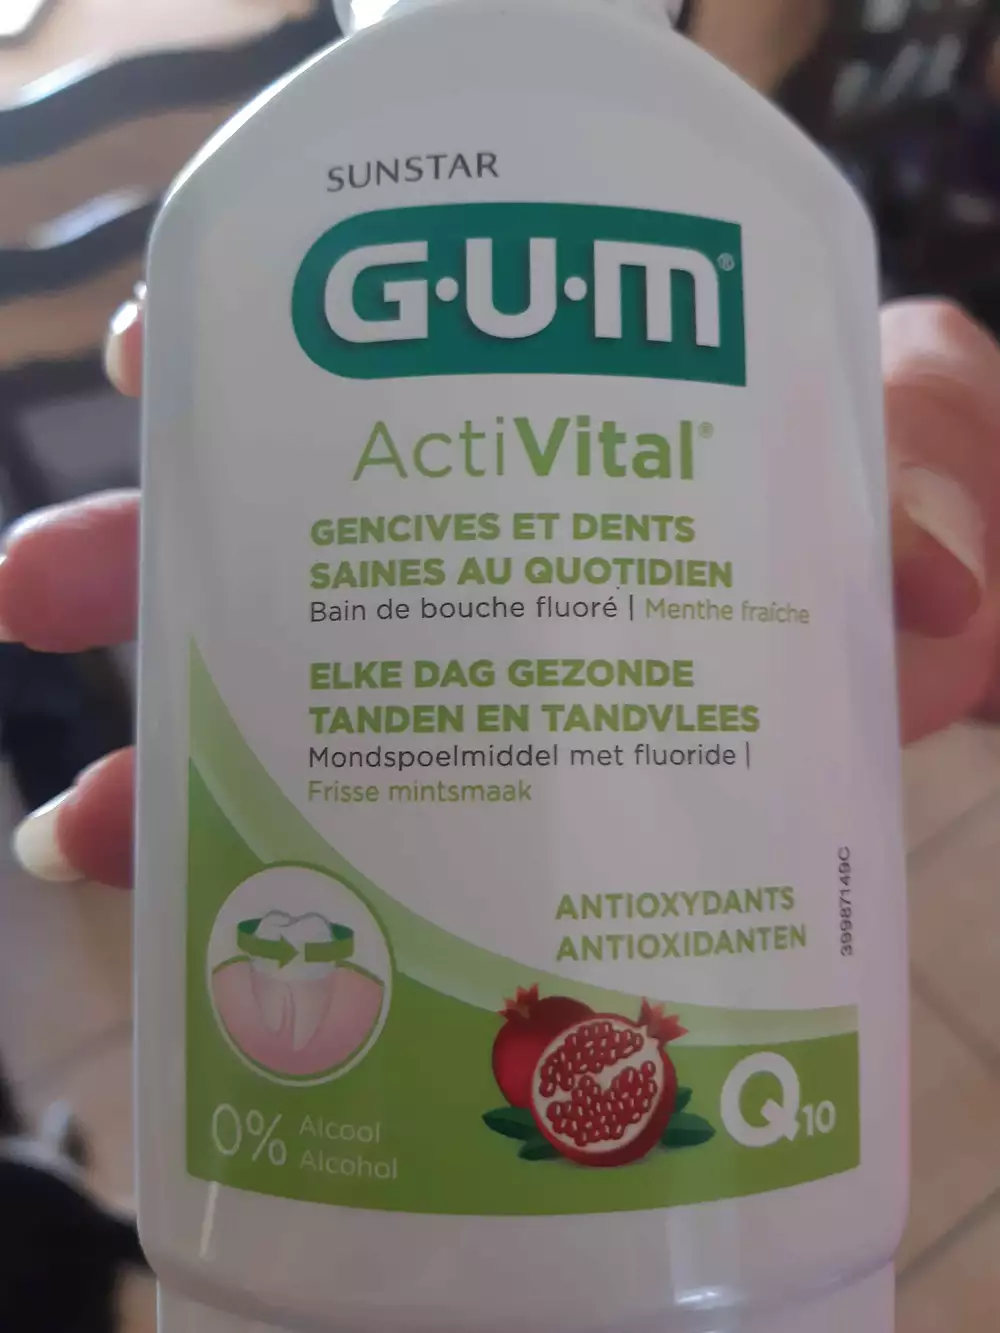 SUNSTAR
G·U·M®
ActiVital®
GENCIVES ET DENTS
SAINES AU QUOTIDIEN
Bain de bouche fluoré | Menthe fraîche
ELKE DAG GEZONDE
TANDEN EN TANDVLEES
Mondspoelmiddel met fluoride |
Frisse mintsmaak
ANTIOXYDANTS
ANTIOXIDANTEN
39987149C
Q10
0% Alcool
Alcohol